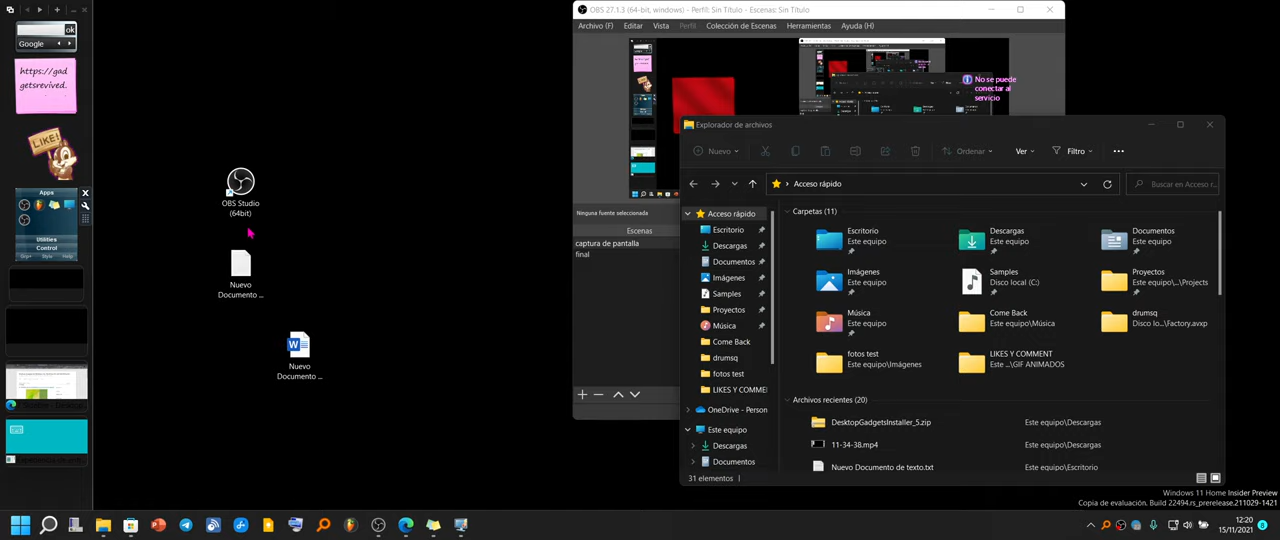 ok
Google
https://gad
getsrevived.
LIKE!
Apps
Utilities
Control
Grp+ Style Help
OBS Studio
(64bit)
Nuevo
Documento ...
Nuevo
Documento ...
OBS 27.1.3 (64-bit, windows) - Perfil: Sin Título - Escenas: Sin Título
Archivo (F) Editar Vista Perfil Colección de Escenas Herramientas Ayuda (H)
No se puede
conectar al
servicio
Ninguna fuente seleccionada
Escenas
captura de pantalla
final
Explorador de archivos
Nuevo Ordenar Ver Filtro
Acceso rápido
Buscar en Acceso r...
Acceso rápido
Escritorio
Descargas
Documentos
Imágenes
Samples
Proyectos
Música
Come Back
drumsq
fotos test
LIKES Y COMME
OneDrive - Person
Este equipo
Descargas
Documentos
Carpetas (11)
Escritorio
Este equipo
Descargas
Este equipo
Documentos
Este equipo
Imágenes
Este equipo
Samples
Disco local (C:)
Proyectos
Este equipo\...\Projects
Música
Este equipo
Come Back
Este equipo\Música
drumsq
Disco lo...\Factory.avxp
fotos test
Este equipo\Imágenes
LIKES Y COMMENT
Este ...\GIF ANIMADOS
Archivos recientes (20)
DesktopGadgetsInstaller_5.zip Este equipo\Descargas
11-34-38.mp4 Este equipo\Descargas
Nuevo Documento de texto.txt Este equipo\Escritorio
31 elementos
Windows 11 Home Insider Preview
Copia de evaluación. Build 22494.rs_prerelease.211029-1421
12:20
15/11/2021
8